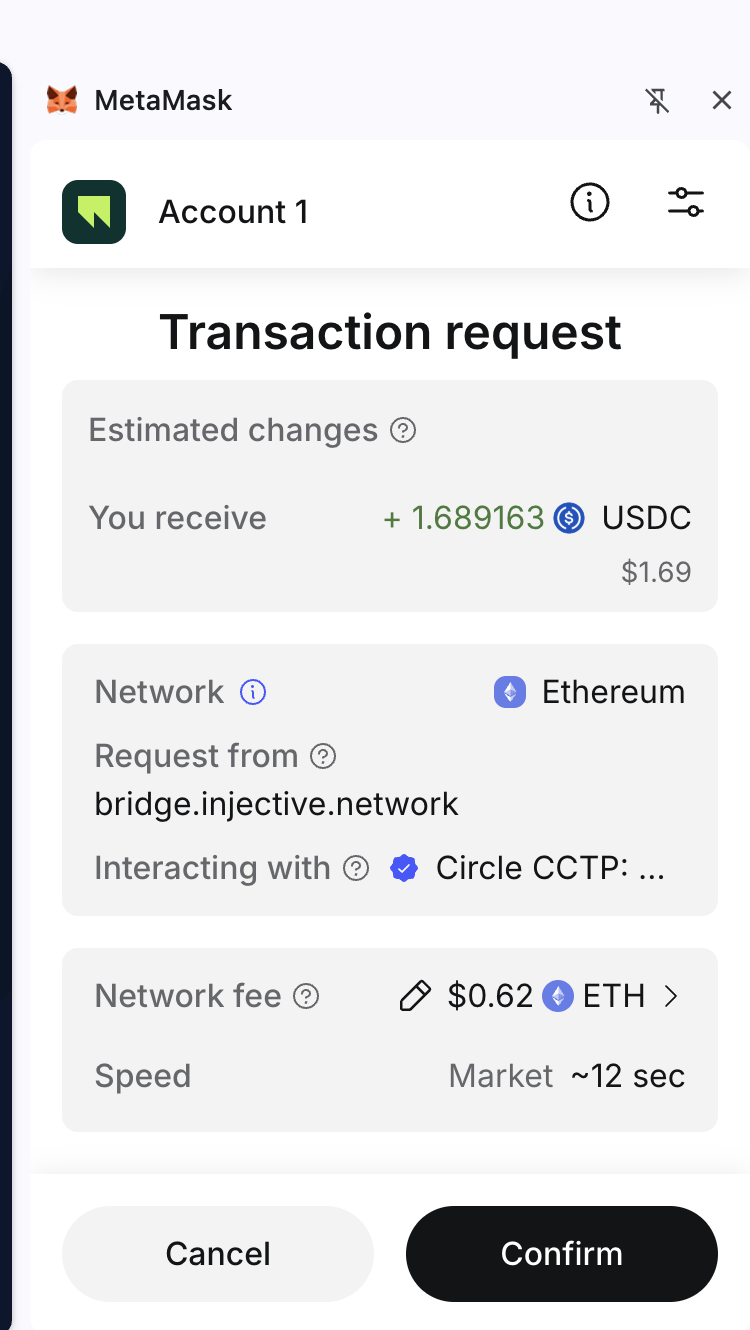 MetaMask
Account 1
Transaction request
Estimated changes
You receive + 1.689163 USDC
$1.69
Network Ethereum
Request from
bridge.injective.network
Interacting with Circle CCTP: ...
Network fee $0.62 ETH
Speed Market ~12 sec
Cancel Confirm